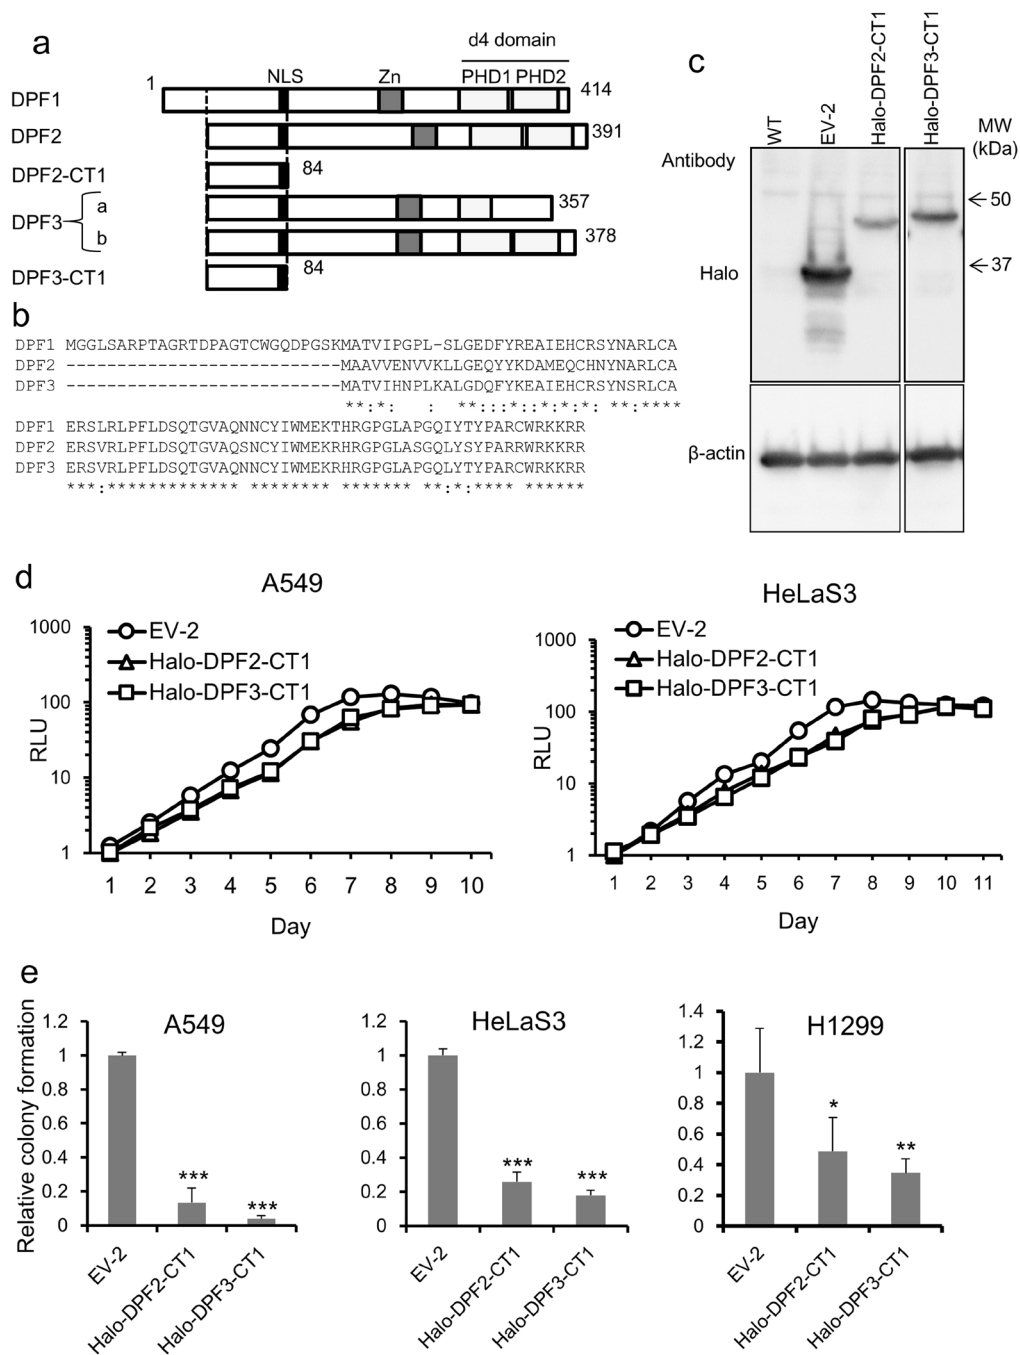 a
d4 domain
1 NLS Zn PHD1 PHD2
DPF1 414
DPF2 391
DPF2-CT1 84
DPF3 a 357
b 378
DPF3-CT1 84
b
DPF1 MGGLSARPTAGRTDPAGTCWGQDPGSKMATVIPGPL-SLGEDFYREAIEHCRSYNARLCA
DPF2 ---------------------------MAAVVENVVKLLGEQYYKDAMEQCHNYNARLCA
DPF3 ---------------------------MATVIHNPLKALGDQFYKEAIEHCRSYNARLCA
**:*: : **:::*::*:*:*: **:****
DPF1 ERSLRLPFLDSQTGVAQNNCYIWMEKTHRGPGLAPGQIYTYPARCWRKKRR
DPF2 ERSVRLPFLDSQTGVAQSNCYIWMEKRHRGPGLASGQLYSYPARCWRKKRR
DPF3 ERSVRLPFLDSQTGVAQNNCYIWMEKRHRGPGLAPGQLYTYPARCWRKKRR
***:************* ******** ******* **:*:***********
c
WT
EV-2
Halo-DPF2-CT1
Halo-DPF3-CT1
MW
(kDa)
Antibody
50
37
Halo
β-actin
d
A549
EV-2
Halo-DPF2-CT1
Halo-DPF3-CT1
1000
100
10
1
RLU
1 2 3 4 5 6 7 8 9 10
Day
HeLaS3
EV-2
Halo-DPF2-CT1
Halo-DPF3-CT1
1000
100
10
1
RLU
1 2 3 4 5 6 7 8 9 10 11
Day
e
Relative colony formation
A549
1.2
1
0.8
0.6
0.4
0.2
0
***
***
EV-2
Halo-DPF2-CT1
Halo-DPF3-CT1
HeLaS3
1.2
1
0.8
0.6
0.4
0.2
0
***
***
EV-2
Halo-DPF2-CT1
Halo-DPF3-CT1
H1299
1.4
1.2
1
0.8
0.6
0.4
0.2
0
*
**
EV-2
Halo-DPF2-CT1
Halo-DPF3-CT1